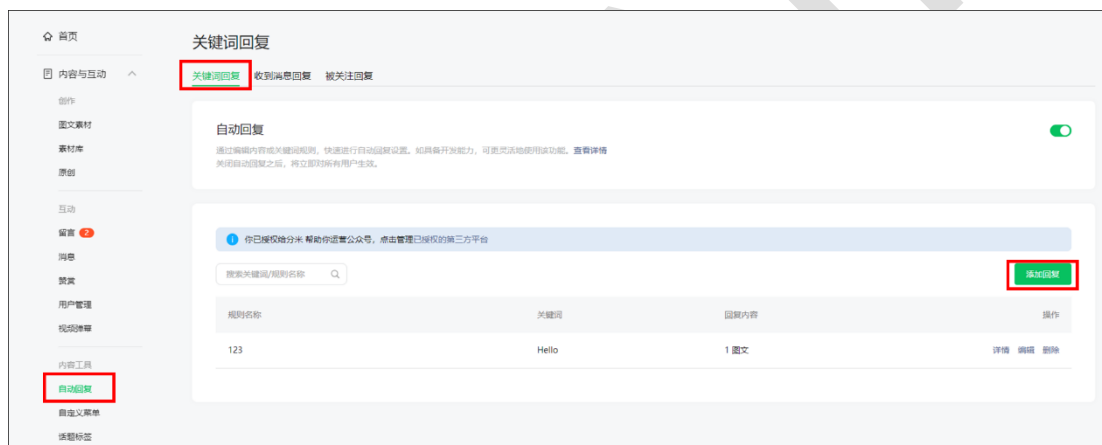 首页
内容与互动
创作
图文素材
素材库
原创
互动
留言 2
消息
赞赏
用户管理
视频弹幕
内容工具
自动回复
自定义菜单
话题标签
关键词回复
关键词回复 收到消息回复 被关注回复
自动回复
通过编辑内容或关键词规则，快速进行自动回复设置。如具备开发能力，可更灵活地使用该功能。查看详情
关闭自动回复之后，将立即对所有用户生效。
你已授权给分米 帮助你运营公众号，点击管理已授权的第三方平台
搜索关键词/规则名称
添加回复
规则名称 关键词 回复内容 操作
123 Hello 1 图文 详情 编辑 删除